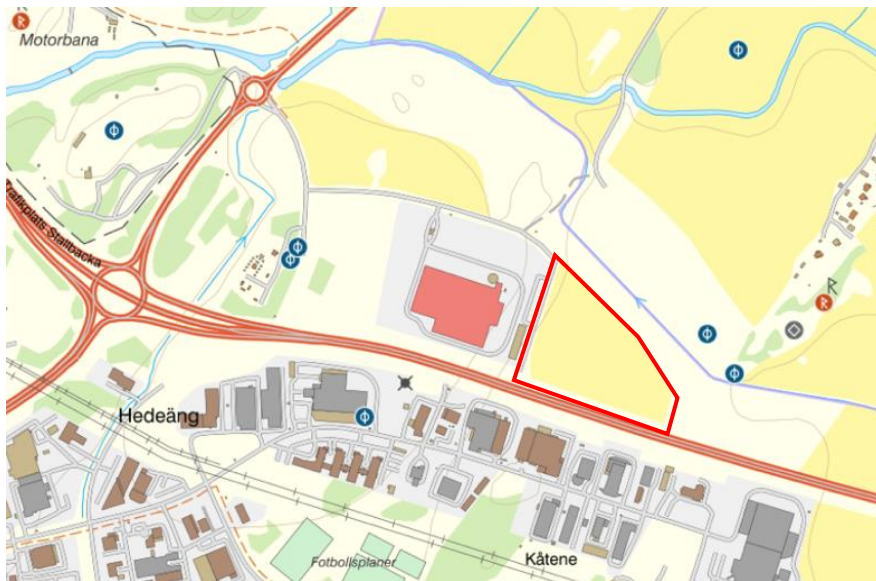 Motorbana
Trafikplats Stallbacka
Hedeäng
Fotbollsplaner
Kåtene
R
R
R